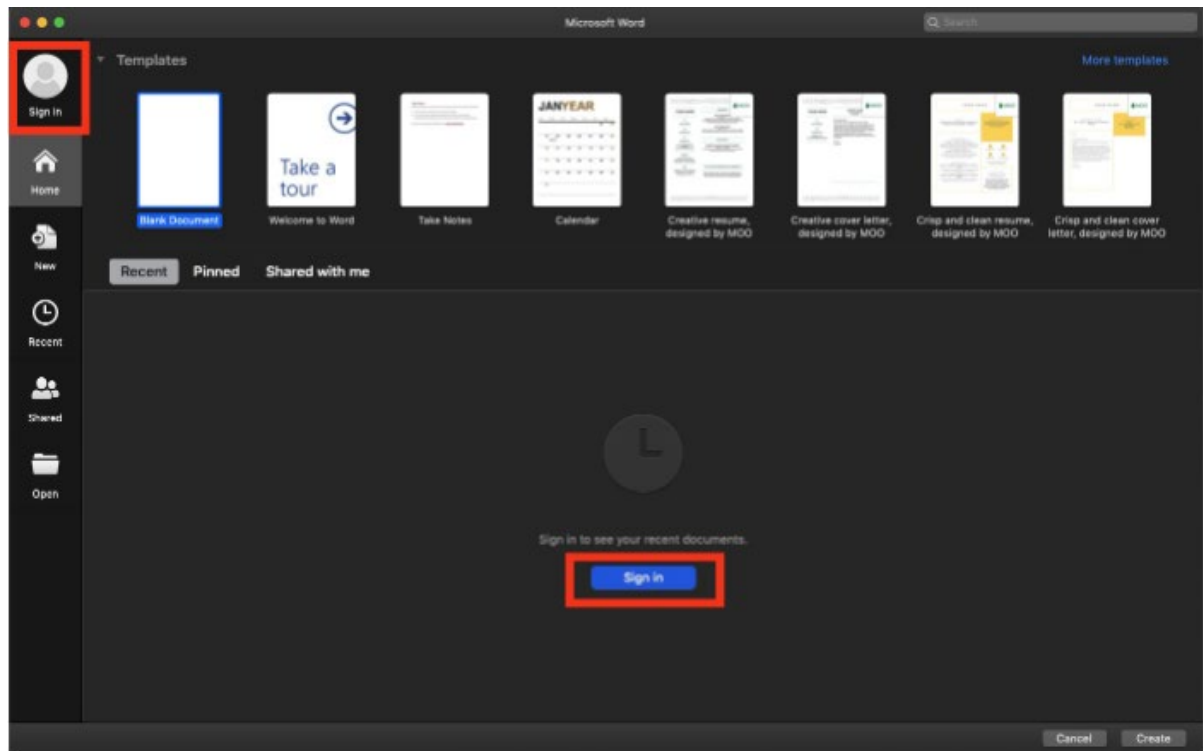 Microsoft Word
Search
Sign in
Templates
More templates
JANYEAR
Take a
tour
Blank Document
Welcome to Word
Take Notes
Calendar
Creative resume,
designed by MOO
Creative cover letter,
designed by MOO
Crisp and clean resume,
designed by MOO
Crisp and clean cover
letter, designed by MOO
Home
New
Recent
Shared
Open
Recent Pinned Shared with me
Sign in to see your recent documents.
Sign in
Cancel Create